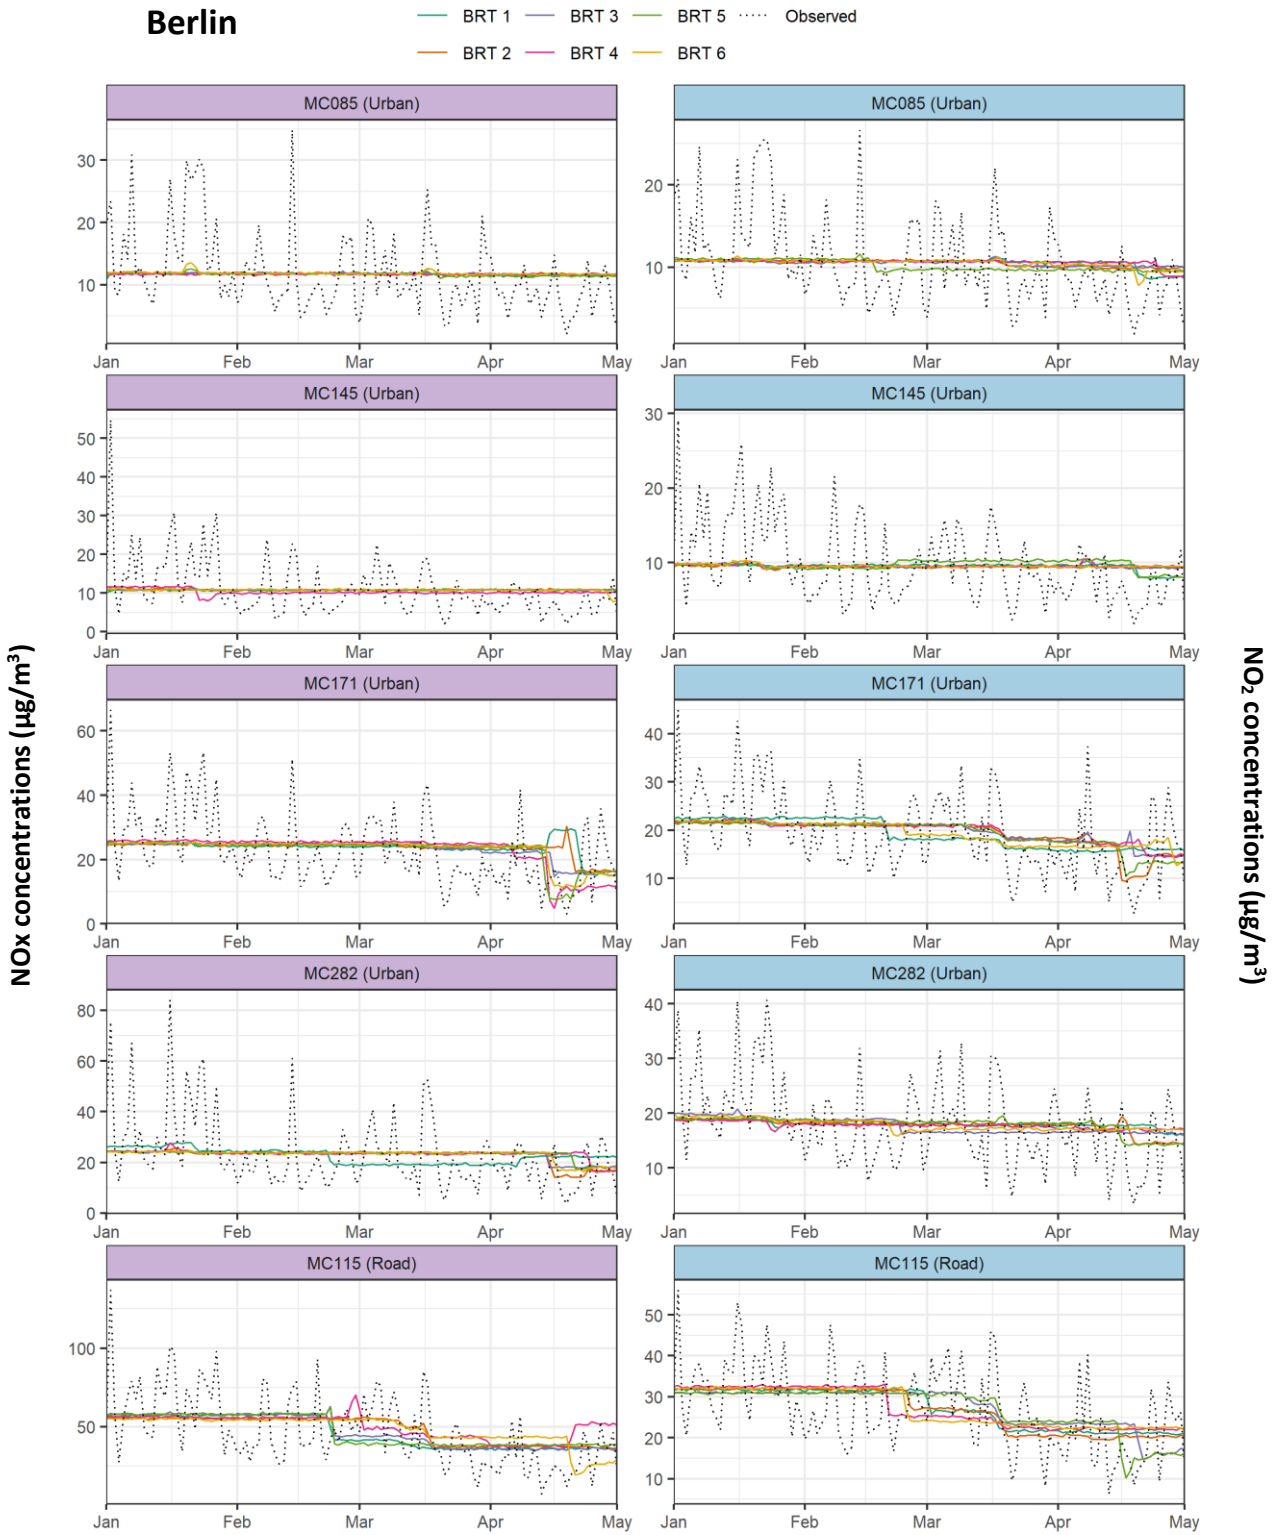 Berlin
BRT 1 BRT 3 BRT 5 Observed
BRT 2 BRT 4 BRT 6
NOx concentrations (µg/m³)
NO₂ concentrations (µg/m³)
MC085 (Urban) MC085 (Urban)
30
20
10
20
10
Jan Feb Mar Apr May Jan Feb Mar Apr May
MC145 (Urban) MC145 (Urban)
50
40
30
20
10
0
30
20
10
Jan Feb Mar Apr May Jan Feb Mar Apr May
MC171 (Urban) MC171 (Urban)
60
40
20
0
40
30
20
10
Jan Feb Mar Apr May Jan Feb Mar Apr May
MC282 (Urban) MC282 (Urban)
80
60
40
20
0
40
30
20
10
Jan Feb Mar Apr May Jan Feb Mar Apr May
MC115 (Road) MC115 (Road)
100
50
50
40
30
20
10
Jan Feb Mar Apr May Jan Feb Mar Apr May